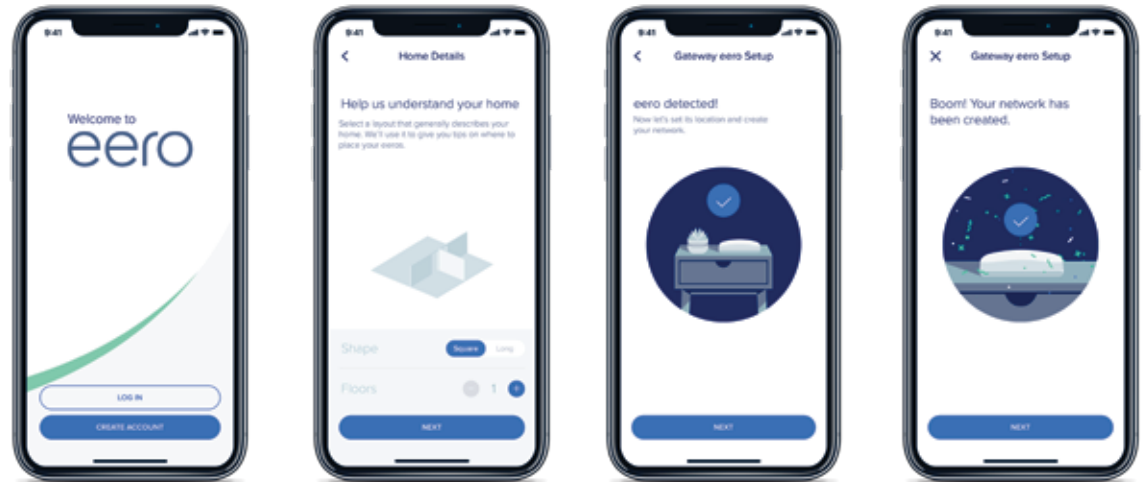 9:41
Welcome to
eero
LOG IN
CREATE ACCOUNT
9:41
Home Details
Help us understand your home
Select a layout that generally describes your
home. We'll use it to give you tips on where to
place your eeros.
Shape
Square
Long
Floors
1
NEXT
9:41
Gateway eero Setup
eero detected!
Now let's set its location and create
your network.
NEXT
9:41
Gateway eero Setup
Boom! Your network has
been created.
NEXT